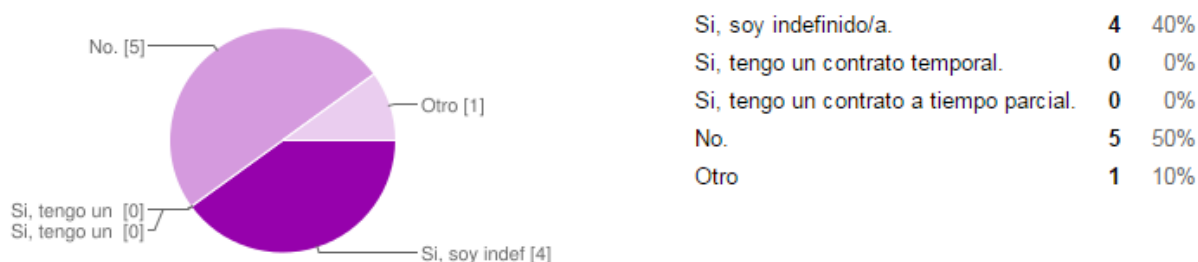 No. [5]
Otro [1]
Si, tengo un [0]
Si, tengo un [0]
Si, soy indef [4]
Si, soy indefinido/a. 4 40%
Si, tengo un contrato temporal. 0 0%
Si, tengo un contrato a tiempo parcial. 0 0%
No. 5 50%
Otro 1 10%